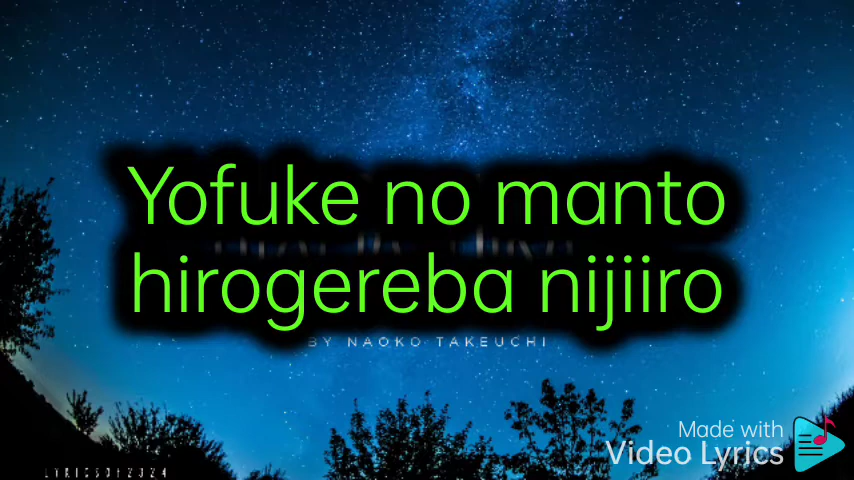 Yofuke no manto
hirogereba nijiiro
BY NAOKO TAKEUCHI
Made with
Video Lyrics